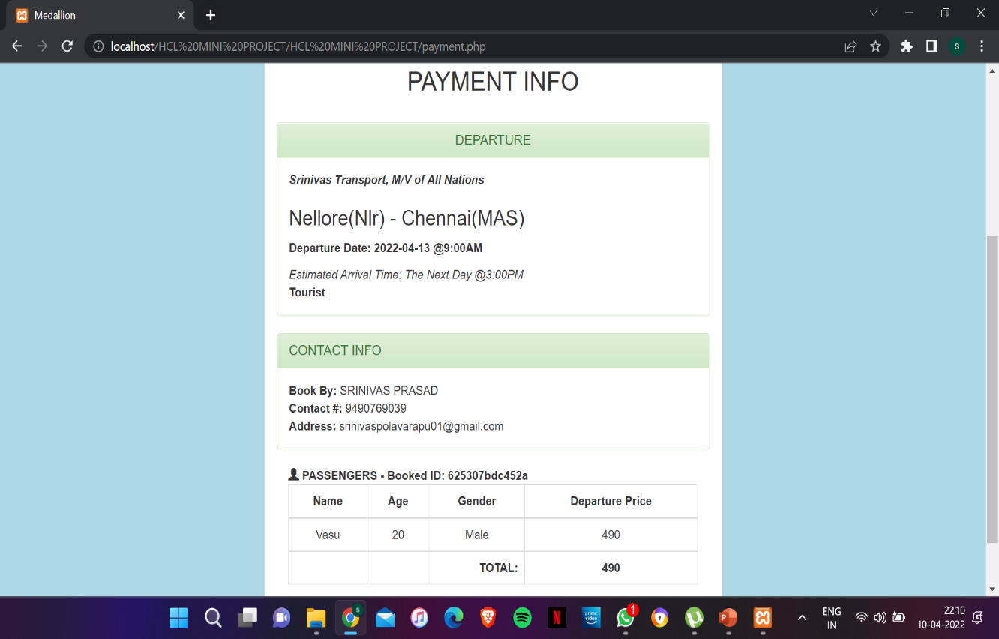 Medallion
localhost/HCL%20MINI%20PROJECT/HCL%20MINI%20PROJECT/payment.php
S
PAYMENT INFO
DEPARTURE
Srinivas Transport, M/V of All Nations
Nellore(Nlr) - Chennai(MAS)
Departure Date: 2022-04-13 @9:00AM
Estimated Arrival Time: The Next Day @3:00PM
Tourist
CONTACT INFO
Book By: SRINIVAS PRASAD
Contact #: 9490769039
Address: srinivaspolavarapu01@gmail.com
PASSENGERS - Booked ID: 625307bdc452a
Name Age Gender Departure Price
Vasu 20 Male 490
TOTAL: 490
S
N
prime video
1
P
ENG
IN
22:10
10-04-2022